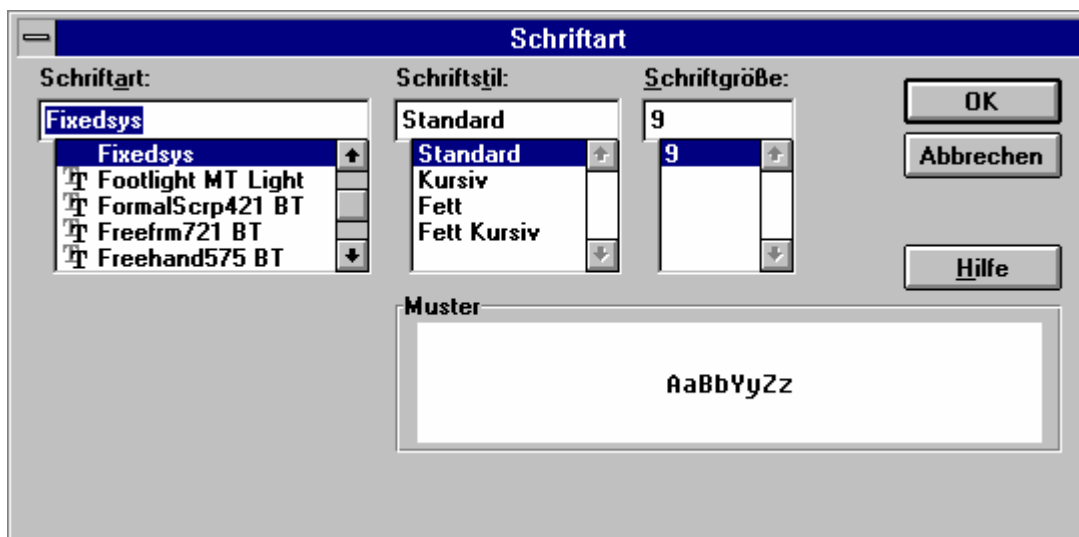 Schriftart
Schriftart:
Fixedsys
Fixedsys
Footlight MT Light
FormalScrp421 BT
Freefrm721 BT
Freehand575 BT
Schriftstil:
Standard
Standard
Kursiv
Fett
Fett Kursiv
Schriftgröße:
9
9
OK
Abbrechen
Hilfe
Muster
AaBbYyZz